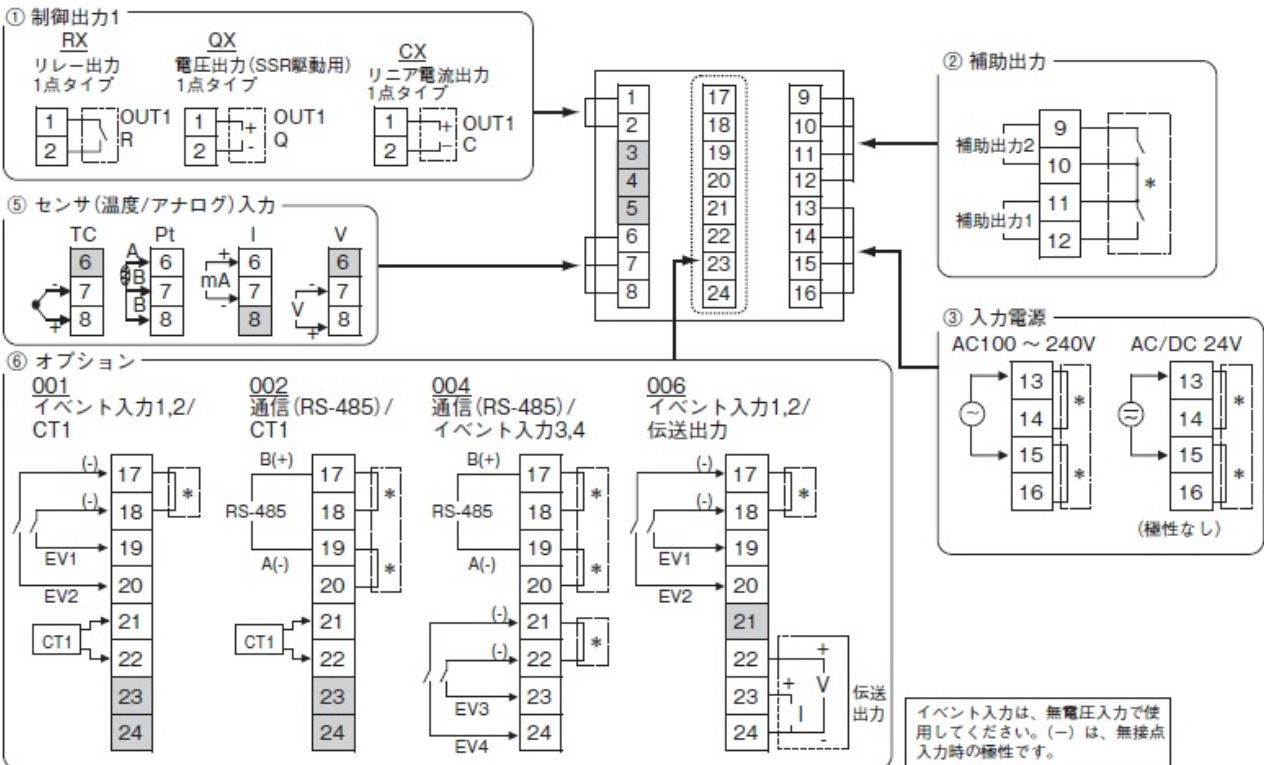 ① 制御出力1
RX
リレー出力
1点タイプ
1
2
OUT1
R
QX
電圧出力(SSR駆動用)
1点タイプ
1
2
+
-
OUT1
Q
CX
リニア電流出力
1点タイプ
1
2
+
-
OUT1
C
1
2
3
4
5
6
7
8
17
18
19
20
21
22
23
24
9
10
11
12
13
14
15
16
② 補助出力
補助出力2
補助出力1
9
10
11
12
*
⑤ センサ(温度/アナログ)入力
TC
6
7
8
-
+
Pt
A
B
B
6
7
8
I
+
mA
-
6
7
8
V
-
V
+
6
7
8
③ 入力電源
AC100 ～ 240V
13
14
15
16
*
*
AC/DC 24V
13
14
15
16
*
*
(極性なし)
⑥ オプション
001
イベント入力1,2/
CT1
(-)
(-)
EV1
EV2
CT1
17
18
19
20
21
22
23
24
*
002
通信(RS-485)/
CT1
B(+)
RS-485
A(-)
CT1
17
18
19
20
21
22
23
24
*
*
004
通信(RS-485)/
イベント入力3,4
B(+)
RS-485
A(-)
(-)
(-)
EV3
EV4
17
18
19
20
21
22
23
24
*
*
*
006
イベント入力1,2/
伝送出力
(-)
(-)
EV1
EV2
17
18
19
20
21
22
23
24
*
+
V
+
I
-
伝送
出力
イベント入力は、無電圧入力で使
用してください。(－)は、無接点
入力時の極性です。